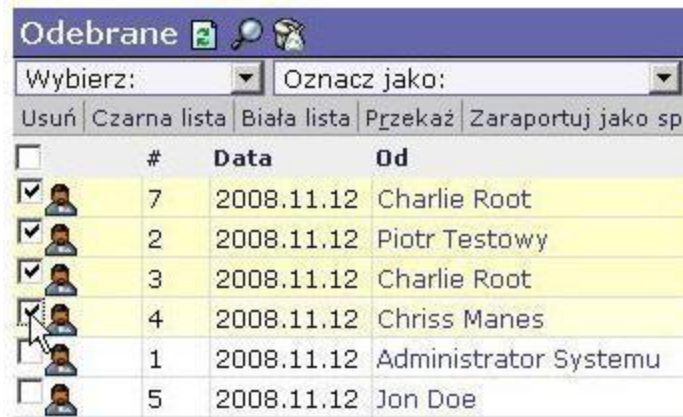 Odebrane
Wybierz: Oznacz jako:
Usuń Czarna lista Biała lista Przekaż Zaraportuj jako sp
# Data Od
7 2008.11.12 Charlie Root
2 2008.11.12 Piotr Testowy
3 2008.11.12 Charlie Root
4 2008.11.12 Chriss Manes
1 2008.11.12 Administrator Systemu
5 2008.11.12 Jon Doe